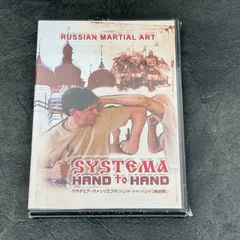 RUSSIAN MARTIAL ART
SYSTEMA
HAND to HAND